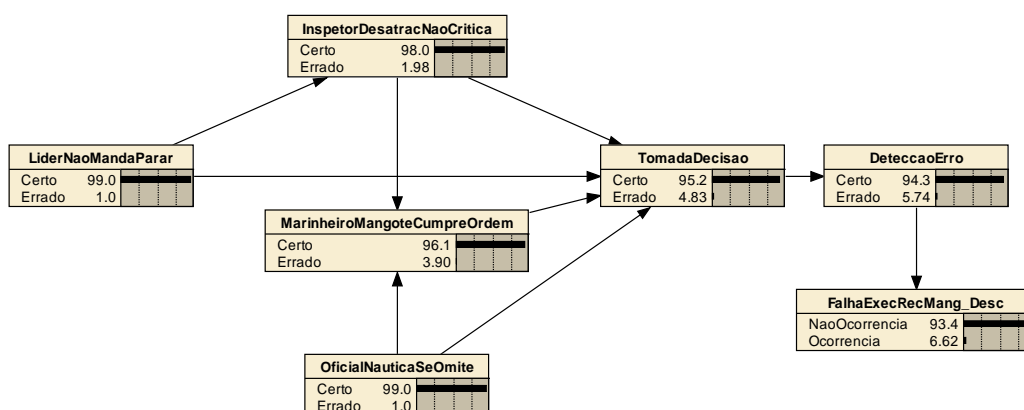 InspetorDesatracNaoCritica
Certo 98.0
Errado 1.98
LiderNaoMandaParar
Certo 99.0
Errado 1.0
TomadaDecisao
Certo 95.2
Errado 4.83
DeteccaoErro
Certo 94.3
Errado 5.74
MarinheiroMangoteCumpreOrdem
Certo 96.1
Errado 3.90
FalhaExecRecMang_Desc
NaoOcorrencia 93.4
Ocorrencia 6.62
OficialNauticaSeOmite
Certo 99.0
Errado 1.0